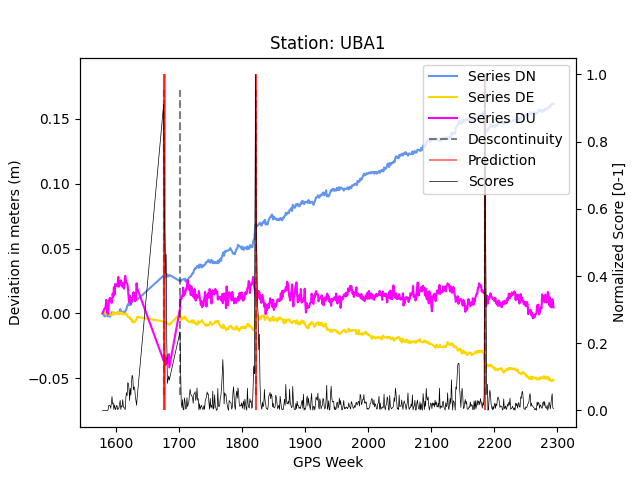 Station: UBA1
Series DN
Series DE
Series DU
Descontinuity
Prediction
Scores
Deviation in meters (m)
0.15
0.10
0.05
0.00
−0.05
Normalized Score [0-1]
1.0
0.8
0.6
0.4
0.2
0.0
1600 1700 1800 1900 2000 2100 2200 2300
GPS Week